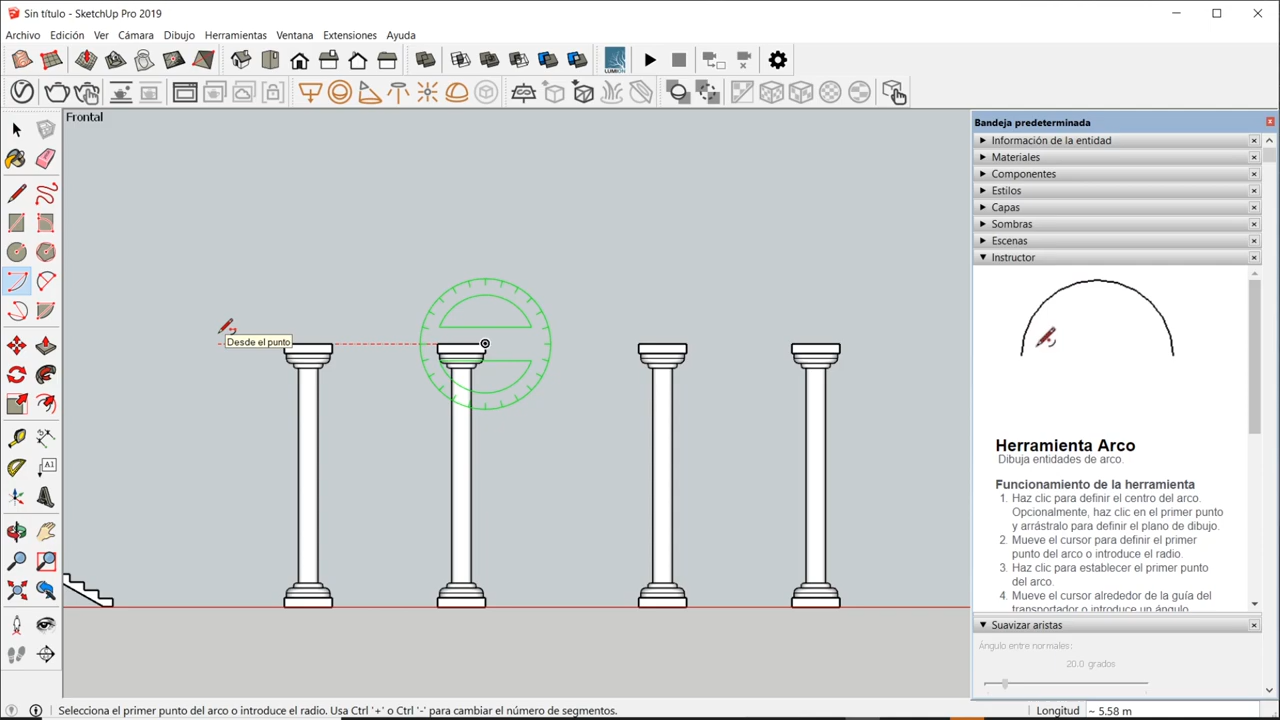 Sin título - SketchUp Pro 2019
Archivo Edición Ver Cámara Dibujo Herramientas Ventana Extensiones Ayuda
LUMION
Frontal
Bandeja predeterminada
Información de la entidad
Materiales
Componentes
Estilos
Capas
Sombras
Escenas
Instructor
Desde el punto
A1
Herramienta Arco
Dibuja entidades de arco.
Funcionamiento de la herramienta
1. Haz clic para definir el centro del arco.
Opcionalmente, haz clic en el primer punto
y arrástralo para definir el plano de dibujo.
2. Mueve el cursor para definir el primer
punto del arco o introduce el radio.
3. Haz clic para establecer el primer punto
del arco.
4. Mueve el cursor alrededor de la guía del
transportador o introduce un ángulo
Suavizar aristas
Ángulo entre normales:
20.0 grados
Selecciona el primer punto del arco o introduce el radio. Usa Ctrl '+' o Ctrl '-' para cambiar el número de segmentos.
Longitud ~ 5.58 m